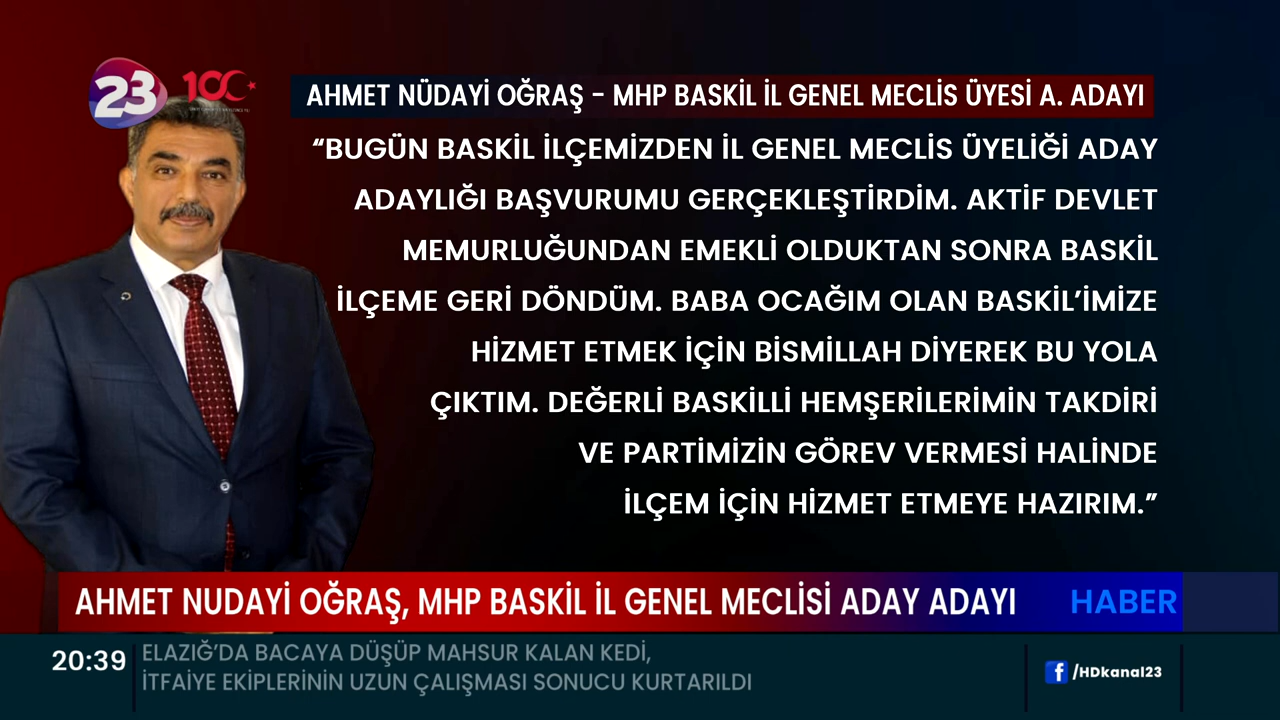 23
100
AHMET NÜDAYİ OĞRAŞ - MHP BASKİL İL GENEL MECLİS ÜYESİ A. ADAYI
“BUGÜN BASKİL İLÇEMİZDEN İL GENEL MECLİS ÜYELİĞİ ADAY
ADAYLIĞI BAŞVURUMU GERÇEKLEŞTİRDİM. AKTİF DEVLET
MEMURLUĞUNDAN EMEKLİ OLDUKTAN SONRA BASKİL
İLÇEME GERİ DÖNDÜM. BABA OCAĞIM OLAN BASKİL’İMİZE
HİZMET ETMEK İÇİN BİSMİLLAH DİYEREK BU YOLA
ÇIKTIM. DEĞERLİ BASKİLLİ HEMŞERİLERİMİN TAKDİRİ
VE PARTİMİZİN GÖREV VERMESİ HALİNDE
İLÇEM İÇİN HİZMET ETMEYE HAZIRIM.”
AHMET NUDAYİ OĞRAŞ, MHP BASKİL İL GENEL MECLİSİ ADAY ADAYI
HABER
20:39
ELAZIĞ’DA BACAYA DÜŞÜP MAHSUR KALAN KEDİ,
İTFAİYE EKİPLERİNİN UZUN ÇALIŞMASI SONUCU KURTARILDI
f /HDkanal23